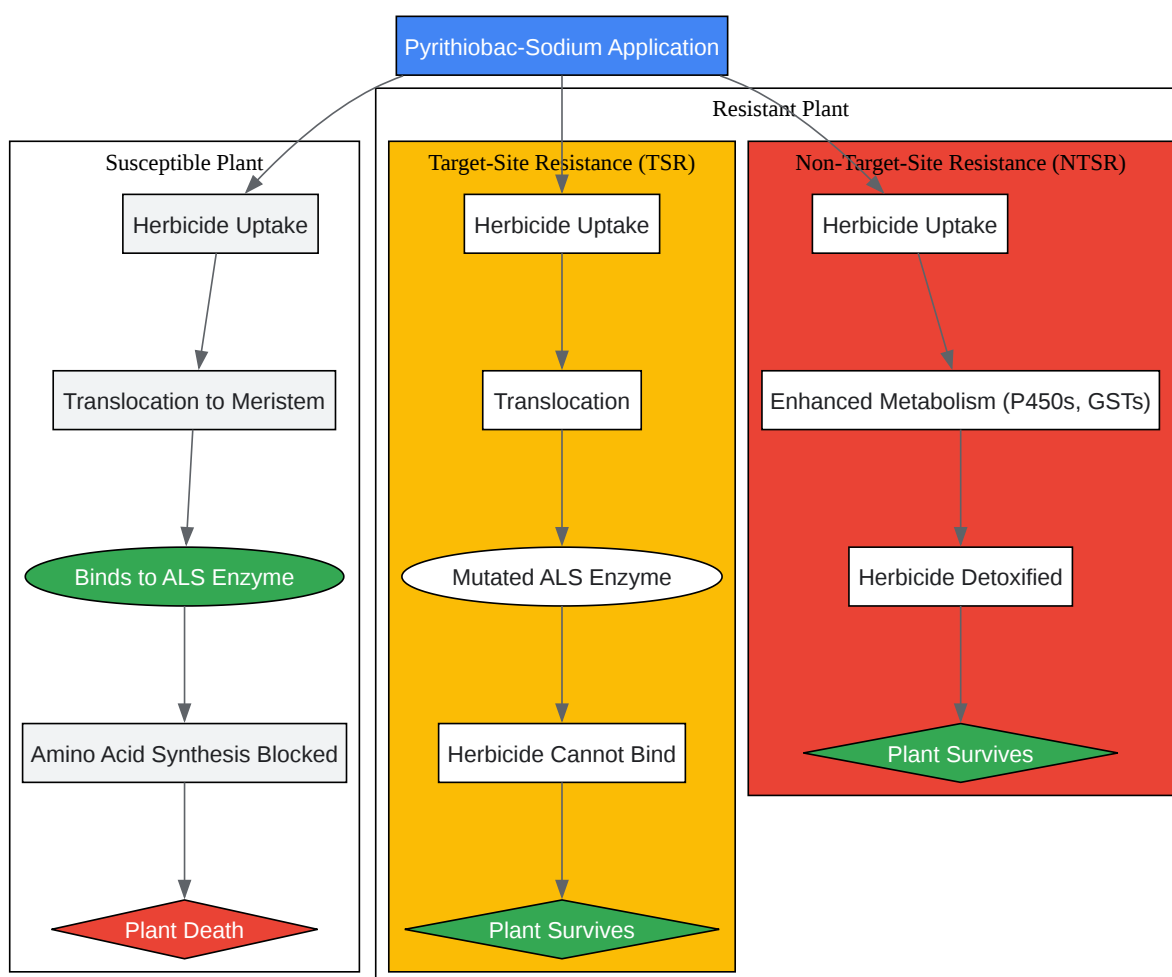 Pyrithiobac-Sodium Application
Resistant Plant
Susceptible Plant
Target-Site Resistance (TSR)
Non-Target-Site Resistance (NTSR)
Herbicide Uptake
Herbicide Uptake
Herbicide Uptake
Translocation to Meristem
Translocation
Enhanced Metabolism (P450s, GSTs)
Binds to ALS Enzyme
Mutated ALS Enzyme
Herbicide Detoxified
Amino Acid Synthesis Blocked
Herbicide Cannot Bind
Plant Survives
Plant Death
Plant Survives